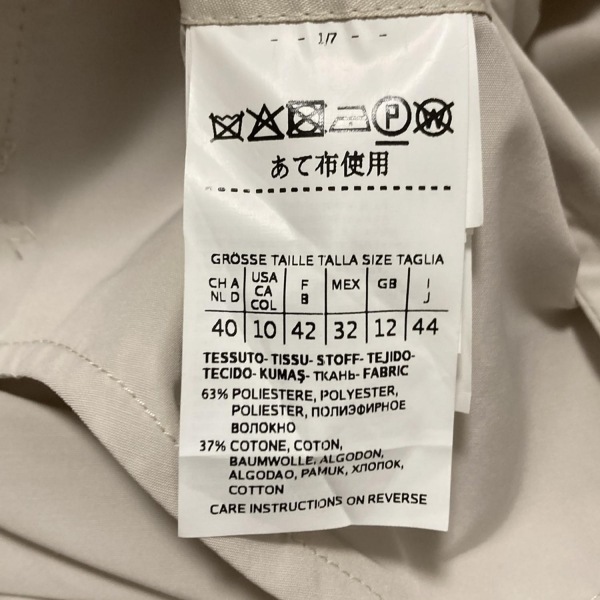 - - 1/7 - -
P W
あて布使用
GRÖSSE TAILLE TALLA SIZE TAGLIA
CH A NL D USA CA COL F B MEX GB I J
40 10 42 32 12 44
TESSUTO- TISSU- STOFF- TEJIDO-
TECIDO- KUMAŞ- ТКАНЬ- FABRIC
63% POLIESTERE, POLYESTER,
POLIESTER, ПОЛИЭФИРНОЕ
ВОЛОКНО
37% COTONE, COTON,
BAUMWOLLE, ALGODON,
ALGODAO, PAMUK, ХЛОПОК,
COTTON
CARE INSTRUCTIONS ON REVERSE